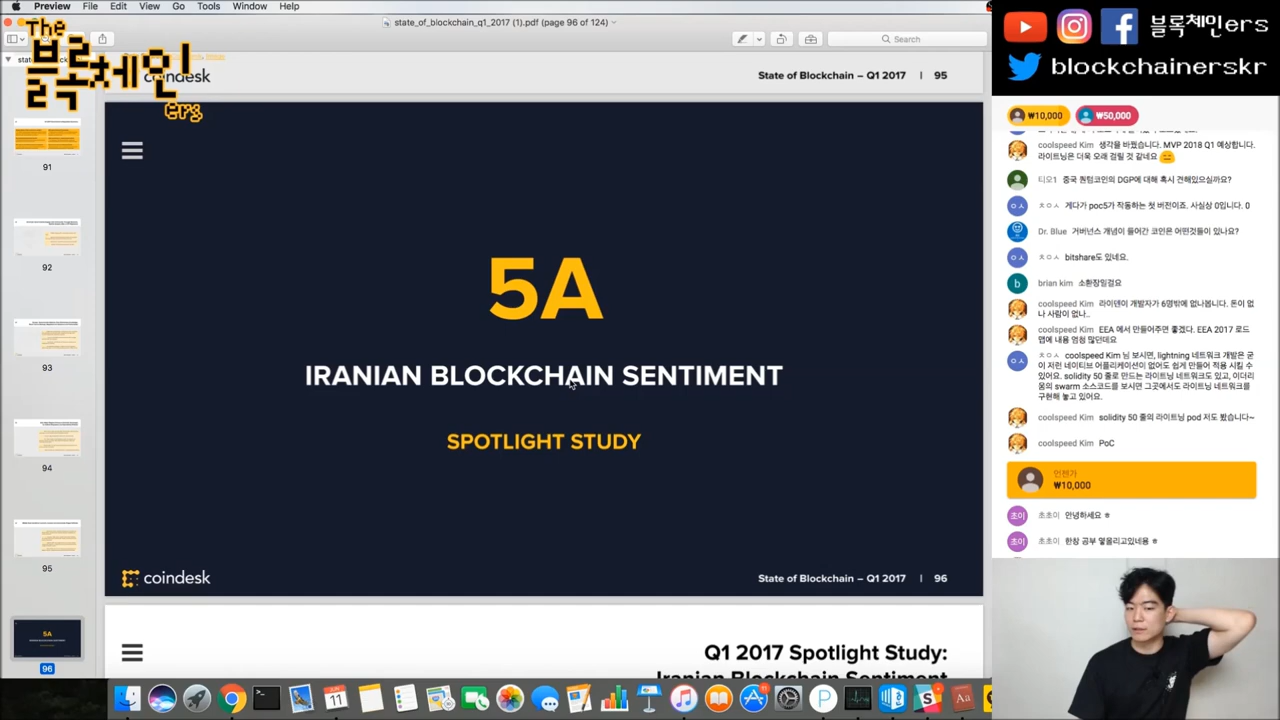 Preview File Edit View Go Tools Window Help
state_of_blockchain_q1_2017 (1).pdf (page 96 of 124)
Search
The
블록체인
ers
coindesk
State of Blockchain – Q1 2017 | 95
91
92
93
94
95
96
5A
IRANIAN BLOCKCHAIN SENTIMENT
SPOTLIGHT STUDY
coindesk
State of Blockchain – Q1 2017 | 96
Q1 2017 Spotlight Study:
Iranian Blockchain Sentiment
블록체인ers
blockchainerskr
₩10,000 ₩50,000
coolspeed Kim 생각을 바꿨습니다. MVP 2018 Q1 예상합니다.
라이트닝은 더욱 오래 걸릴 것 같네요
티모1 중국 퀀텀코인의 DGP에 대해 혹시 견해있으실까요?
ㅊㅇㅅ 게다가 poc5가 작동하는 첫 버전이죠. 사실상 0입니다. 0
Dr. Blue 거버넌스 개념이 들어간 코인은 어떤것들이 있나요?
ㅊㅇㅅ bitshare도 있네요.
brian kim 소환장일걸요
coolspeed Kim 라이덴이 개발자가 6명밖에 없나봅니다. 돈이 없
나 사람이 없나..
coolspeed Kim EEA 에서 만들어주면 좋겠다. EEA 2017 로드
맵에 내용 엄청 많던데요
ㅊㅇㅅ coolspeed Kim 님 보시면, lightning 네트워크 개발은 굳
이 저런 네이티브 어플리케이션이 없어도 쉽게 만들어 적용 시킬 수
있어요. solidity 50 줄로 만드는 라이트닝 네트워크도 있고, 이더리
움의 swarm 소스코드를 보시면 그곳에서도 라이트닝 네트워크를
구현해 놓고 있어요.
coolspeed Kim solidity 50 줄의 라이트닝 pod 저도 봤습니다~
coolspeed Kim PoC
언젠가
₩10,000
초초이 안녕하세요 ㅎ
초초이 한창 공부 열올리고있네용 ㅎ